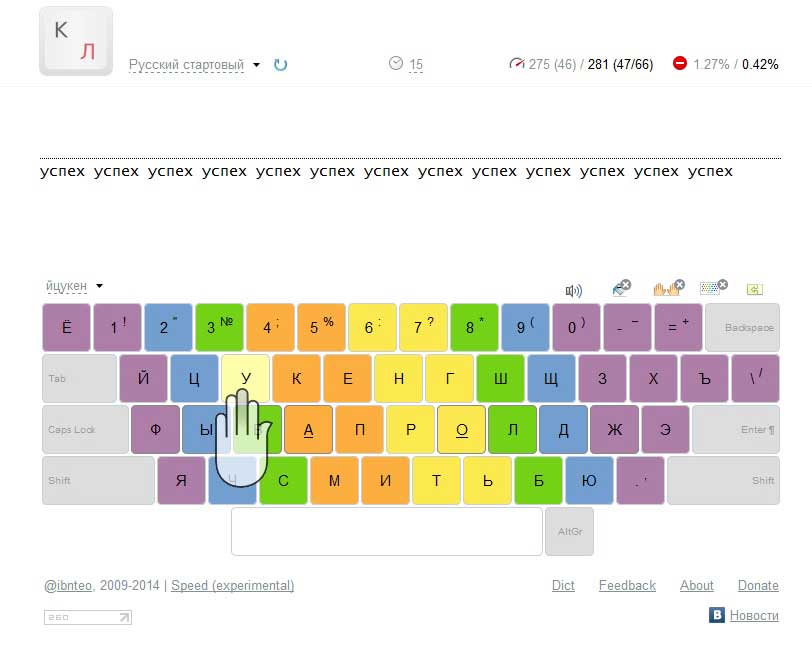 К
Л
Русский стартовый
15
275 (46) / 281 (47/66)
1.27% / 0.42%
успех успех успех успех успех успех успех успех успех успех успех успех успех
йцукен
Ё 1 ! 2 " 3 № 4 ; 5 % 6 : 7 ? 8 * 9 ( 0 ) - _ = + Backspace
Tab Й Ц У К Е Н Г Ш Щ З Х Ъ \ /
Caps Lock Ф Ы В А П Р О Л Д Ж Э Enter ¶
Shift Я Ч С М И Т Ь Б Ю . , Shift
AltGr
@ibnteo, 2009-2014 | Speed (experimental) Dict Feedback About Donate
260
В Новости